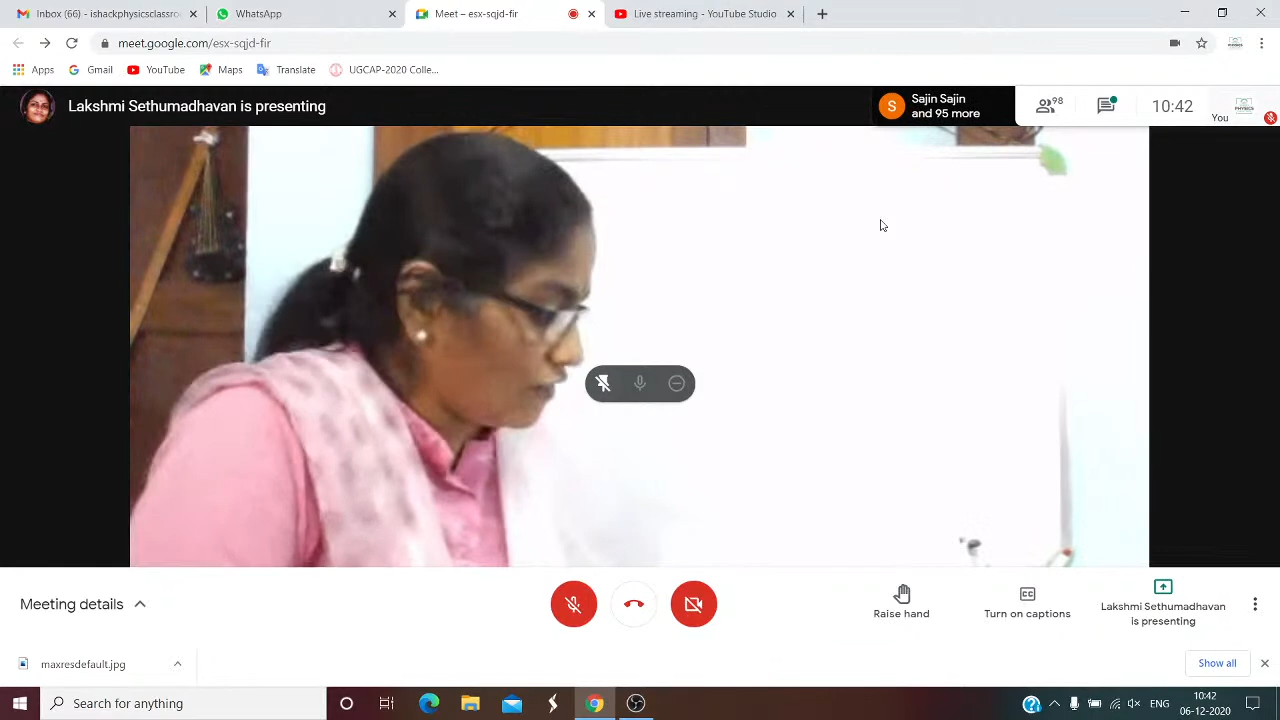 Inbox (66) - ishackphysicsclassro
WhatsApp
Meet – esx-sqjd-fir
Live streaming - YouTube Studio
meet.google.com/esx-sqjd-fir
Apps
Gmail
YouTube
Maps
Translate
UGCAP-2020 Colle...
Lakshmi Sethumadhavan is presenting
S
Sajin Sajin
and 95 more
98
10:42
You
PHYSICS
Meeting details
Raise hand
Turn on captions
Lakshmi Sethumadhavan
is presenting
maxresdefault.jpg
Show all
Search for anything
ENG
10:42
06-12-2020